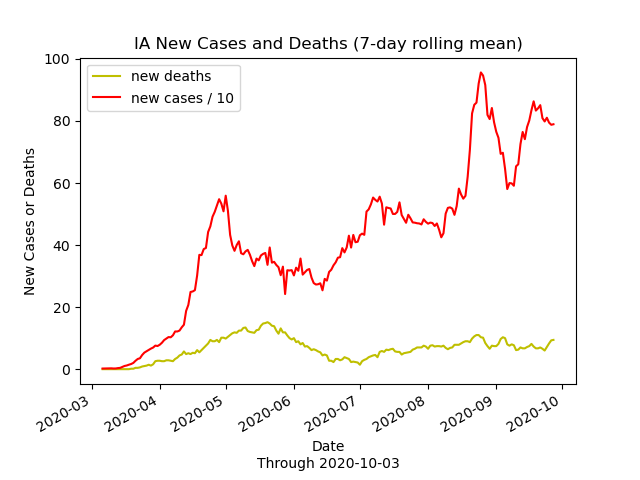 IA New Cases and Deaths (7-day rolling mean)
new deaths
new cases / 10
New Cases or Deaths
100
80
60
40
20
0
2020-03
2020-04
2020-05
2020-06
2020-07
2020-08
2020-09
2020-10
Date
Through 2020-10-03